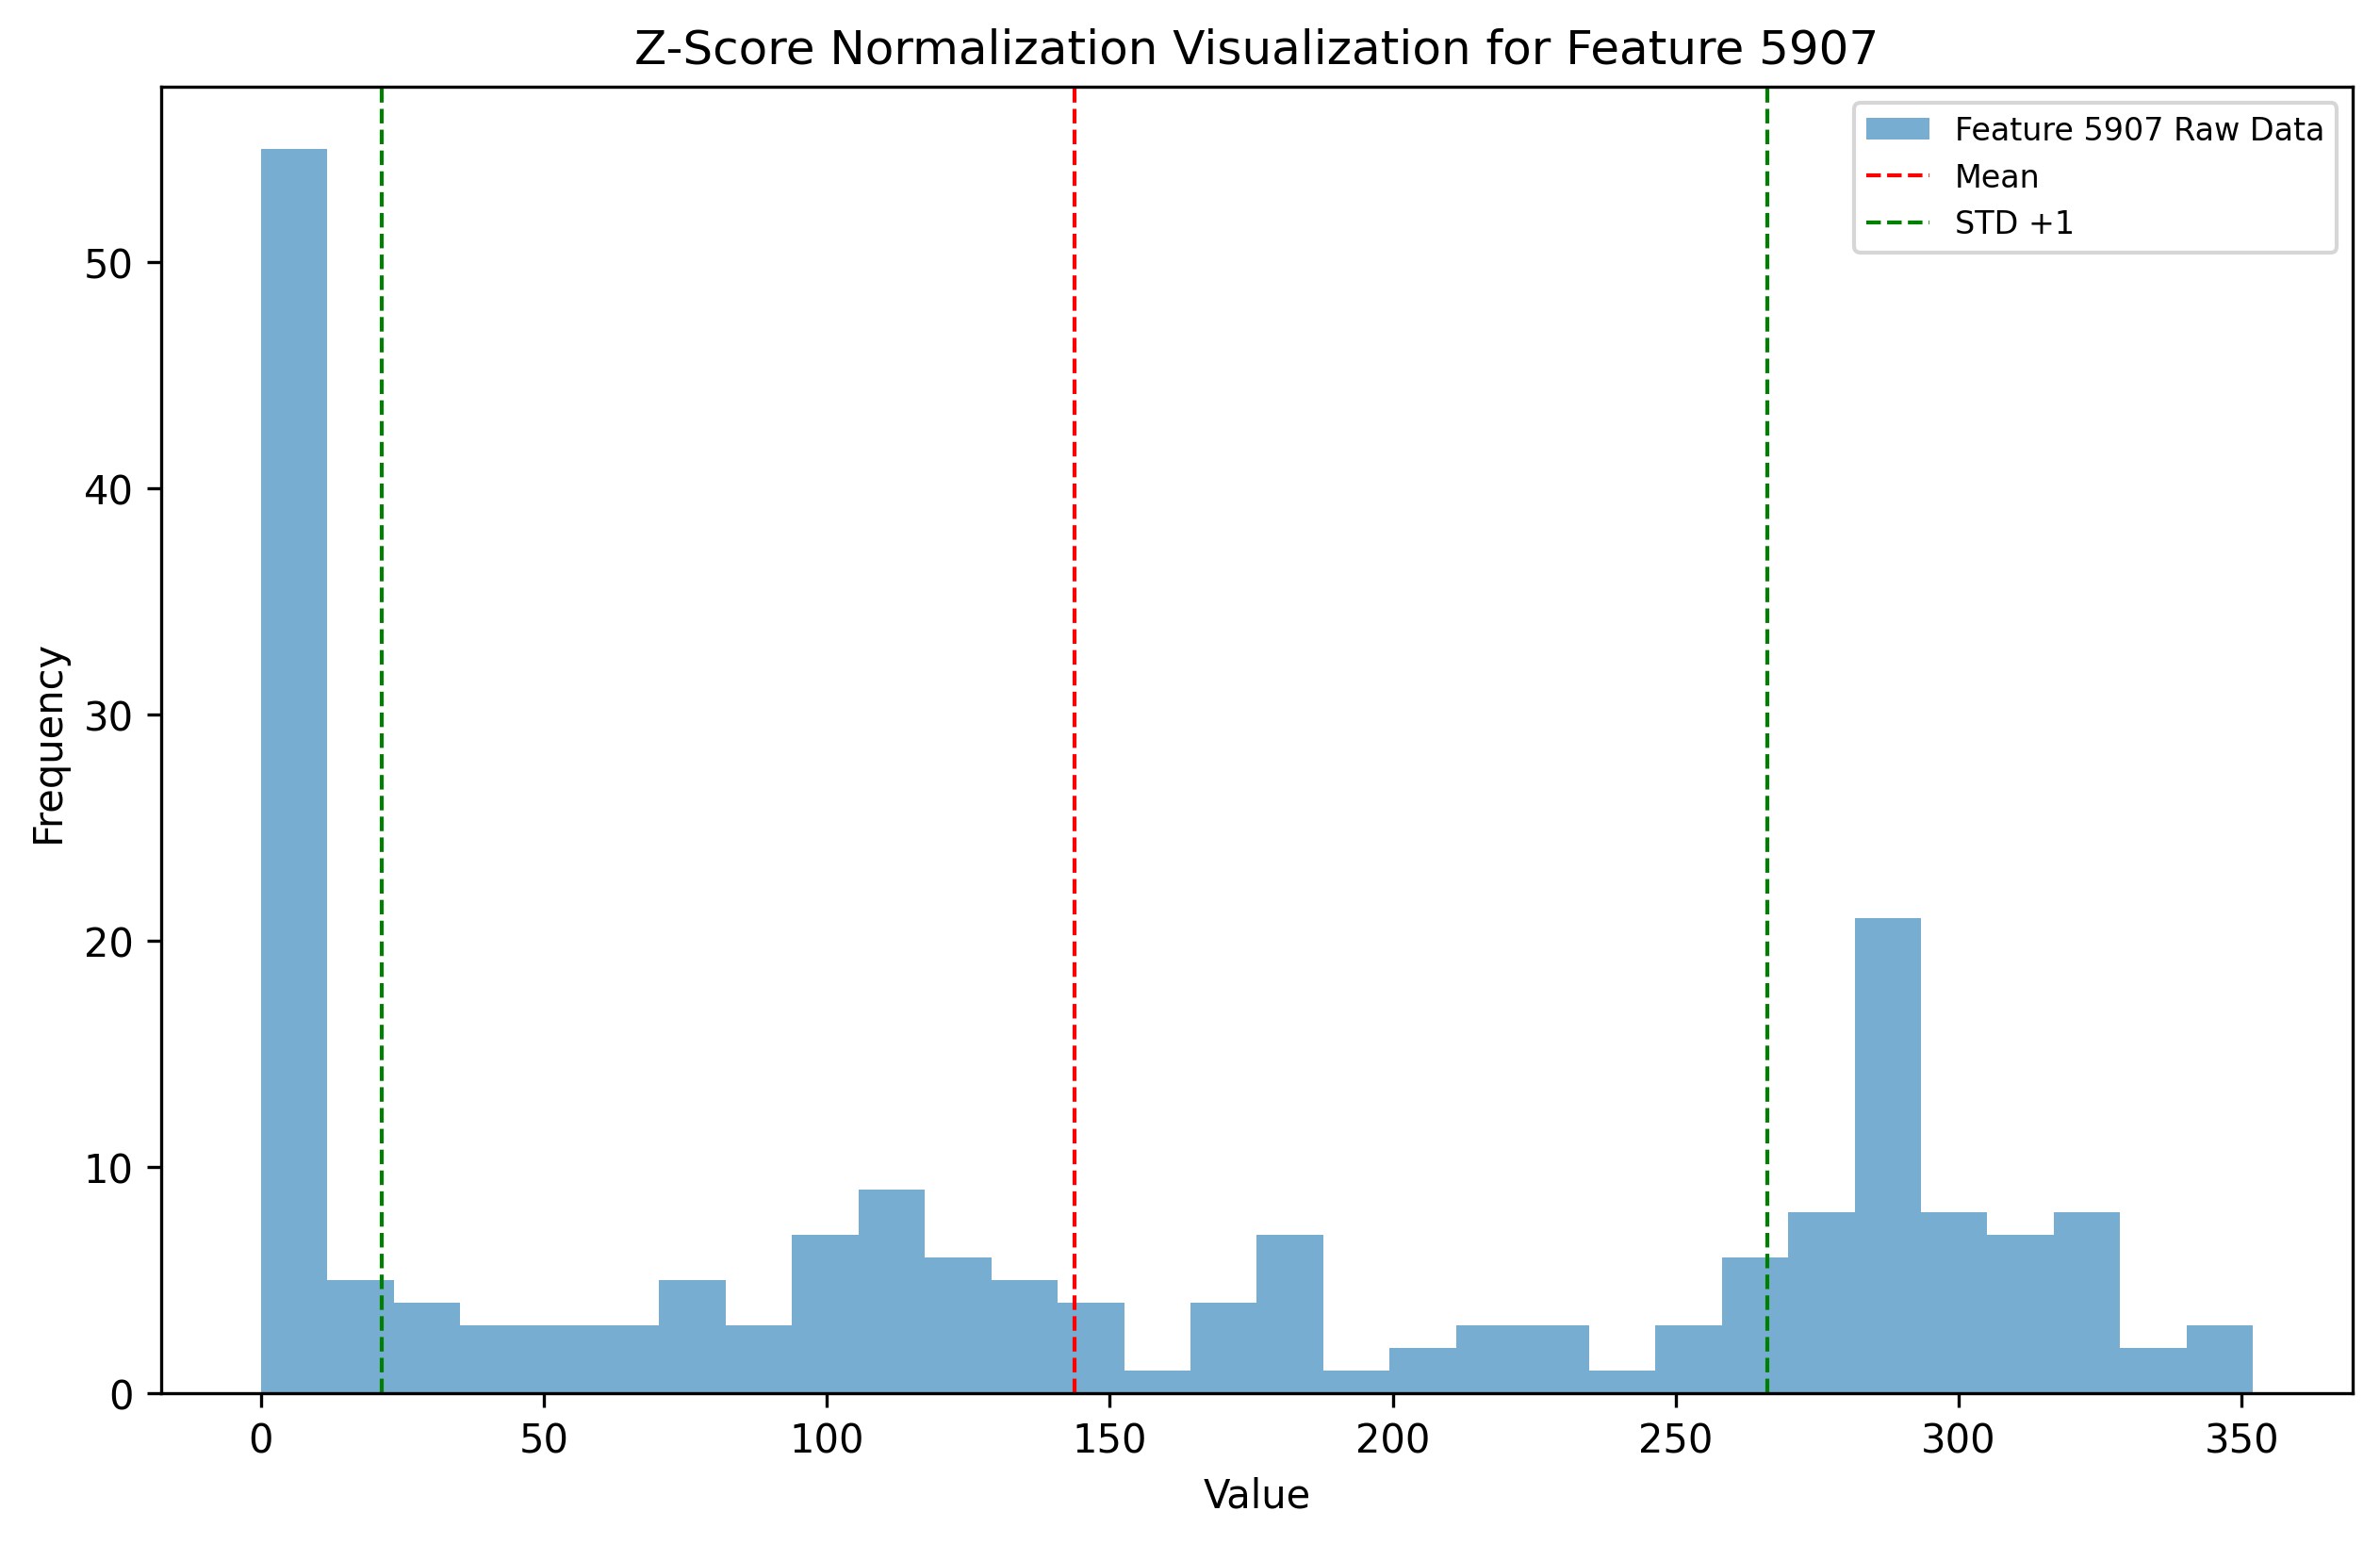 Z-Score Normalization Visualization for Feature 5907
Feature 5907 Raw Data
Mean
STD +1
Frequency
50
40
30
20
10
0
0 50 100 150 200 250 300 350
Value